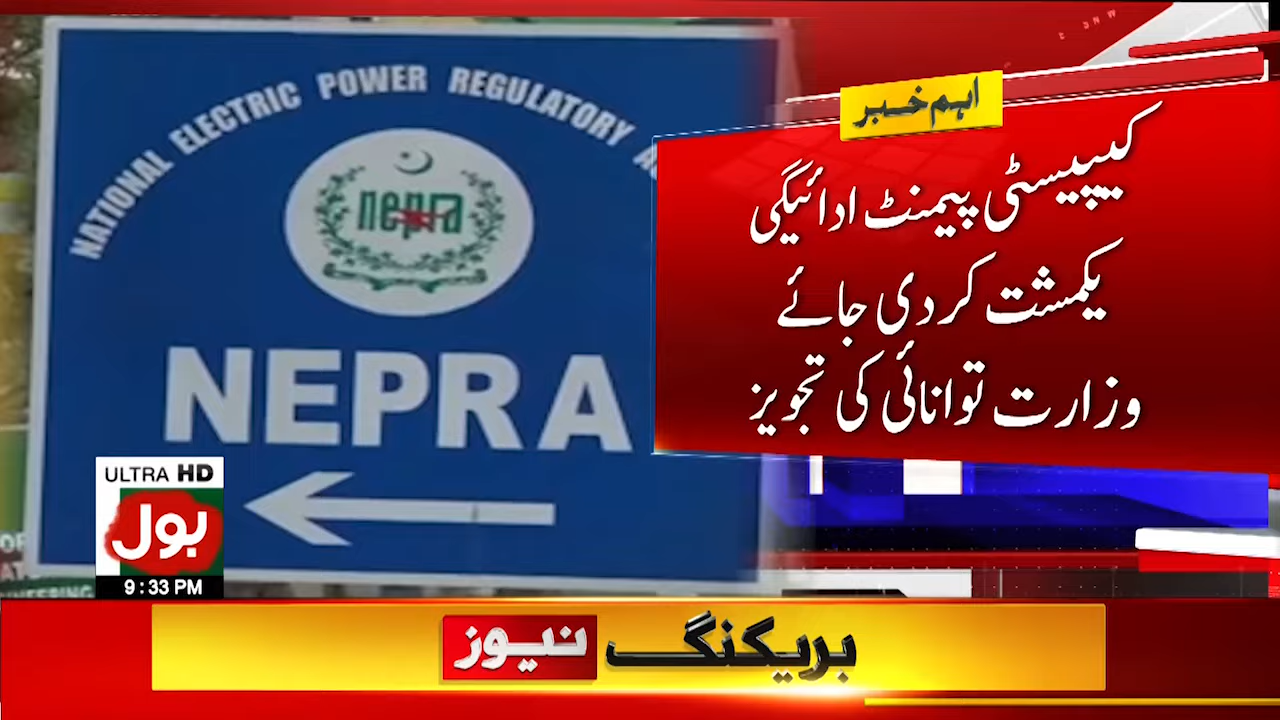 NATIONAL ELECTRIC POWER REGULATORY
nepra
NEPRA
اہم خبر
کیپیسٹی پیمنٹ ادائیگی
یکمشت کر دی جائے
وزارت توانائی کی تجویز
ULTRA HD
بول
9:33 PM
بریکنگ نیوز